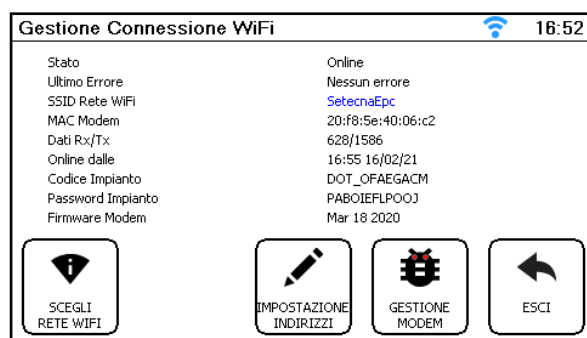 Gestione Connessione WiFi 16:52
Stato Online
Ultimo Errore Nessun errore
SSID Rete WiFi SetecnaEpc
MAC Modem 20:f8:5e:40:06:c2
Dati Rx/Tx 628/1586
Online dalle 16:55 16/02/21
Codice Impianto DOT_OFAEGACM
Password Impianto PABOIEFLPOOJ
Firmware Modem Mar 18 2020
SCEGLI
RETE WIFI
IMPOSTAZIONE
INDIRIZZI
GESTIONE
MODEM
ESCI